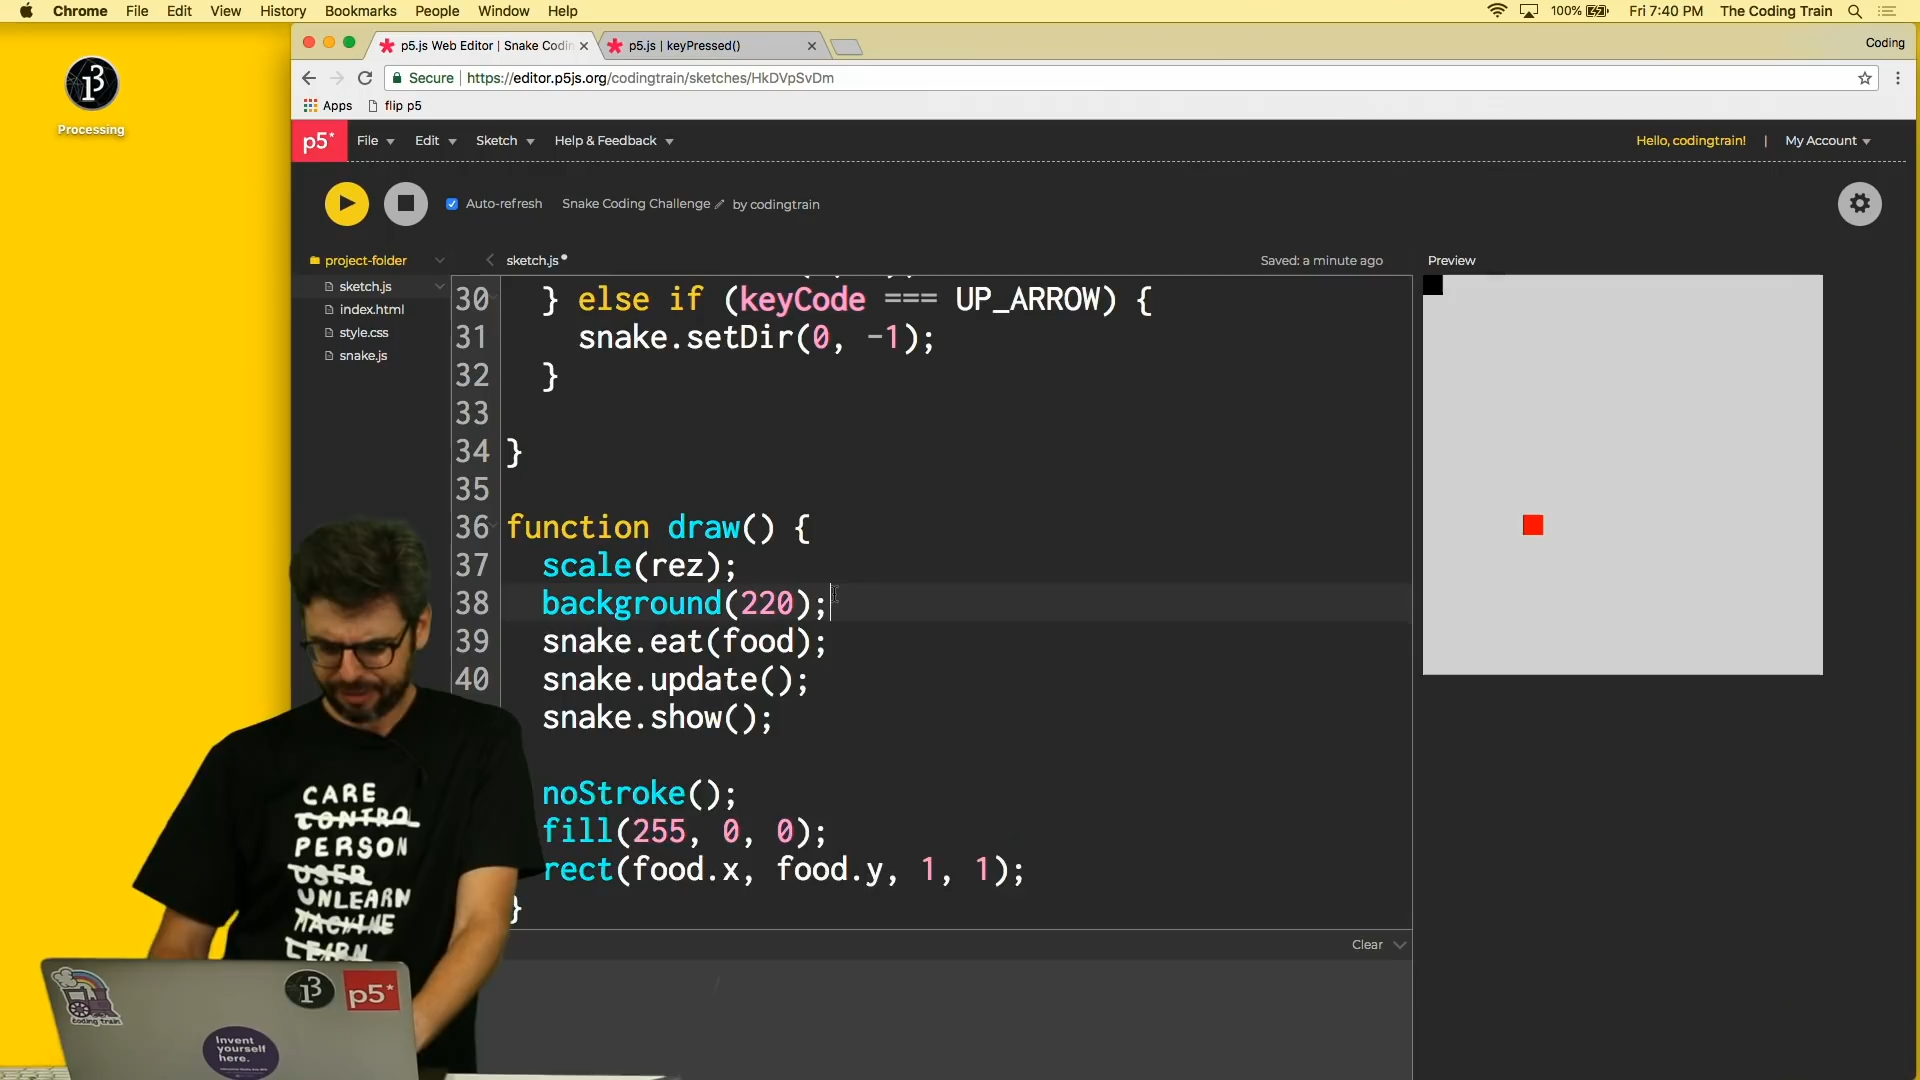 Chrome File Edit View History Bookmarks People Window Help
100% Fri 7:40 PM The Coding Train
Processing
p5.js Web Editor | Snake Codin
p5.js | keyPressed()
Coding
Secure | https://editor.p5js.org/codingtrain/sketches/HkDVpSvDm
Apps flip p5
p5* File Edit Sketch Help & Feedback
Hello, codingtrain! | My Account
Auto-refresh Snake Coding Challenge by codingtrain
project-folder
sketch.js
index.html
style.css
snake.js
sketch.js
Saved: a minute ago
Preview
30 } else if (keyCode === UP_ARROW) {
31 snake.setDir(0, -1);
32 }
33
34 }
35
36 function draw() {
37 scale(rez);
38 background(220);
39 snake.eat(food);
40 snake.update();
snake.show();
noStroke();
fill(255, 0, 0);
rect(food.x, food.y, 1, 1);
}
Clear
CARE
CONTROL
PERSON
USER
UNLEARN
MACHINE
LEARN
coding train
p5*
Invent
yourself
here.